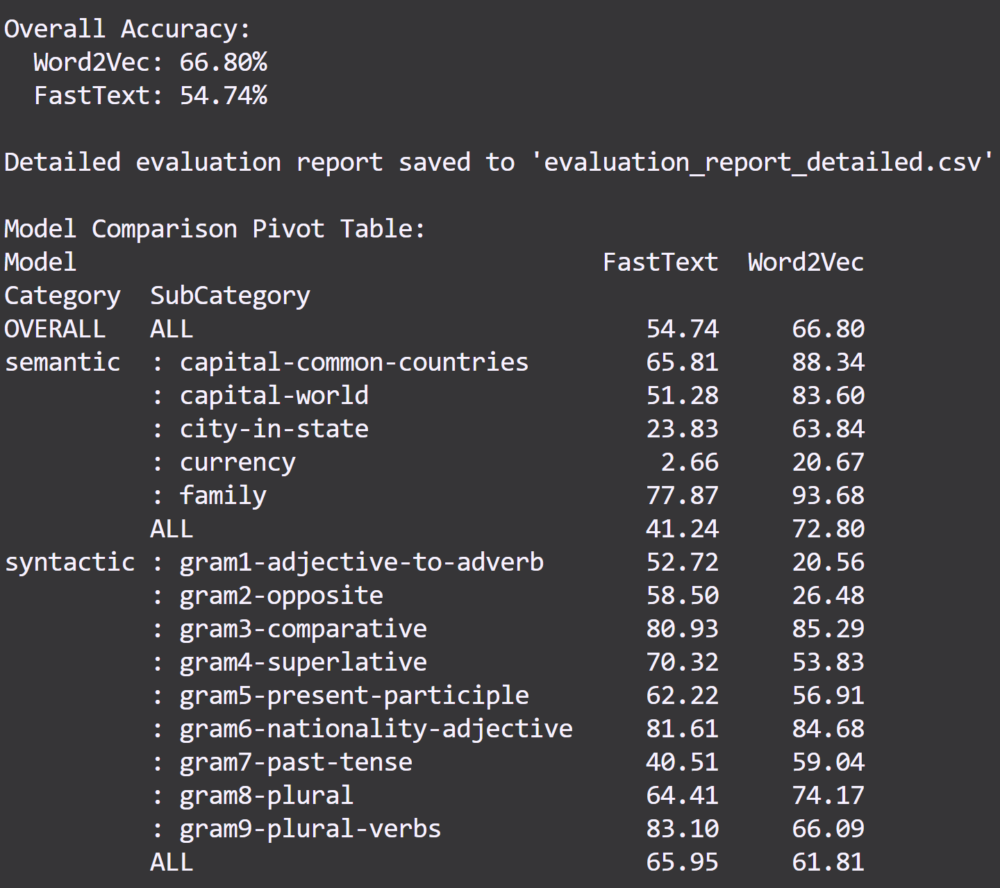 Overall Accuracy:
  Word2Vec: 66.80%
  FastText: 54.74%

Detailed evaluation report saved to 'evaluation_report_detailed.csv'

Model Comparison Pivot Table:
Model                                    FastText  Word2Vec
Category  SubCategory
OVERALL   ALL                               54.74     66.80
semantic  : capital-common-countries        65.81     88.34
          : capital-world                   51.28     83.60
          : city-in-state                   23.83     63.84
          : currency                         2.66     20.67
          : family                          77.87     93.68
          ALL                               41.24     72.80
syntactic : gram1-adjective-to-adverb       52.72     20.56
          : gram2-opposite                  58.50     26.48
          : gram3-comparative               80.93     85.29
          : gram4-superlative               70.32     53.83
          : gram5-present-participle        62.22     56.91
          : gram6-nationality-adjective     81.61     84.68
          : gram7-past-tense                40.51     59.04
          : gram8-plural                    64.41     74.17
          : gram9-plural-verbs              83.10     66.09
          ALL                               65.95     61.81